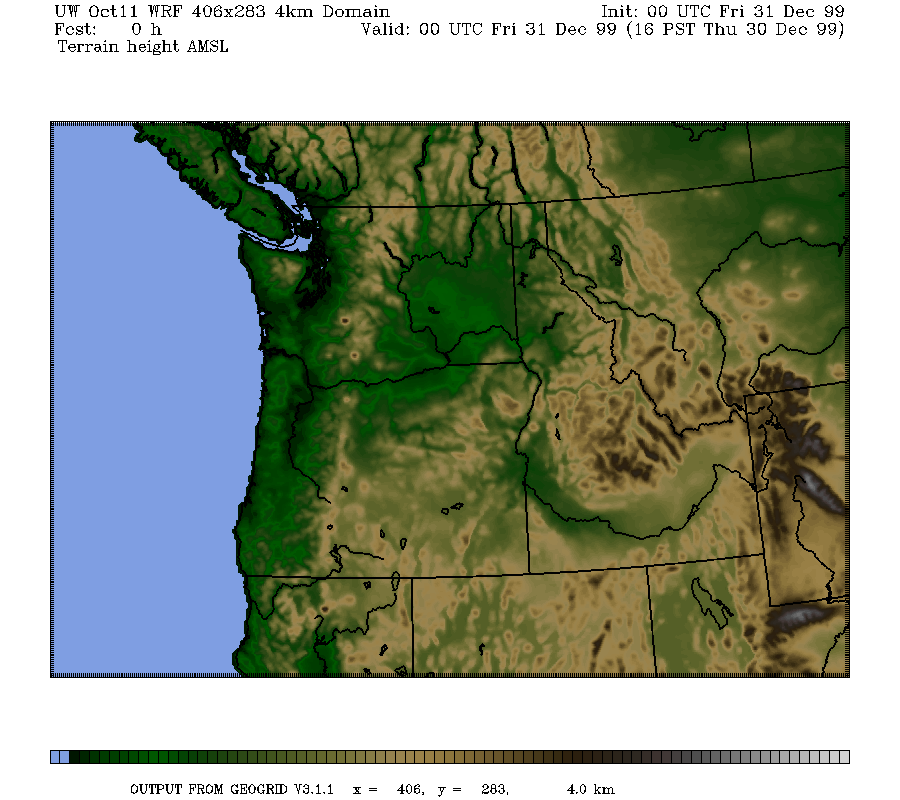 UW Oct11 WRF 406x283 4km Domain Init: 00 UTC Fri 31 Dec 99
Fcst: 0 h Valid: 00 UTC Fri 31 Dec 99 (16 PST Thu 30 Dec 99)
Terrain height AMSL
OUTPUT FROM GEOGRID V3.1.1 x = 406, y = 283, 4.0 km